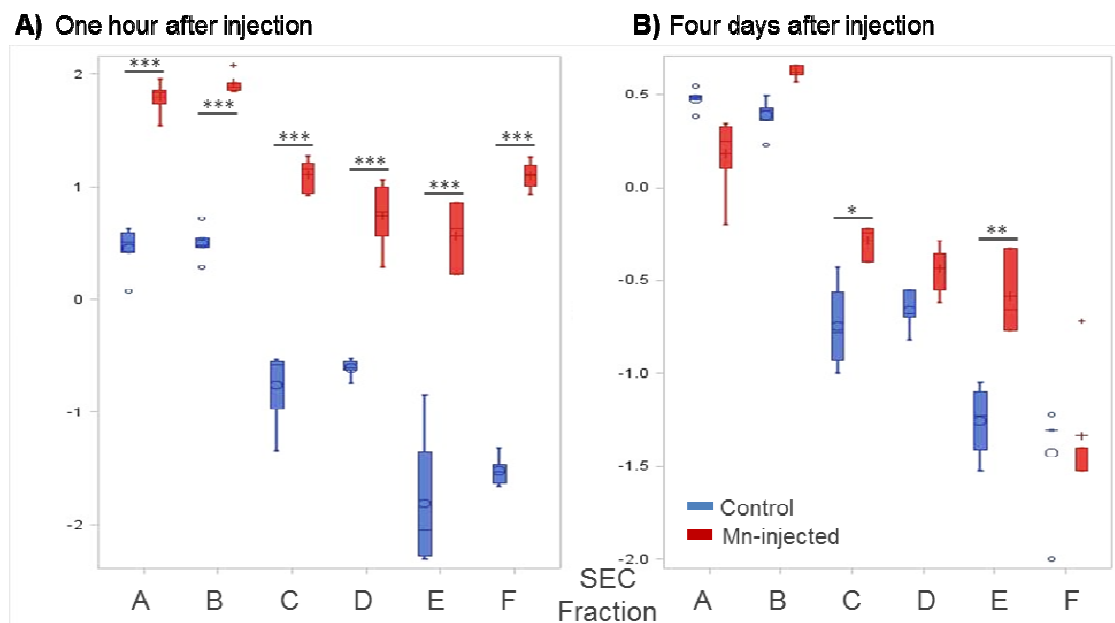 A) One hour after injection
B) Four days after injection
2
1
0
-1
-2
***
***
***
***
***
***
A B C D E F
SEC
Fraction
0.5
0.0
-0.5
-1.0
-1.5
-2.0
*
**
Control
Mn-injected
A B C D E F